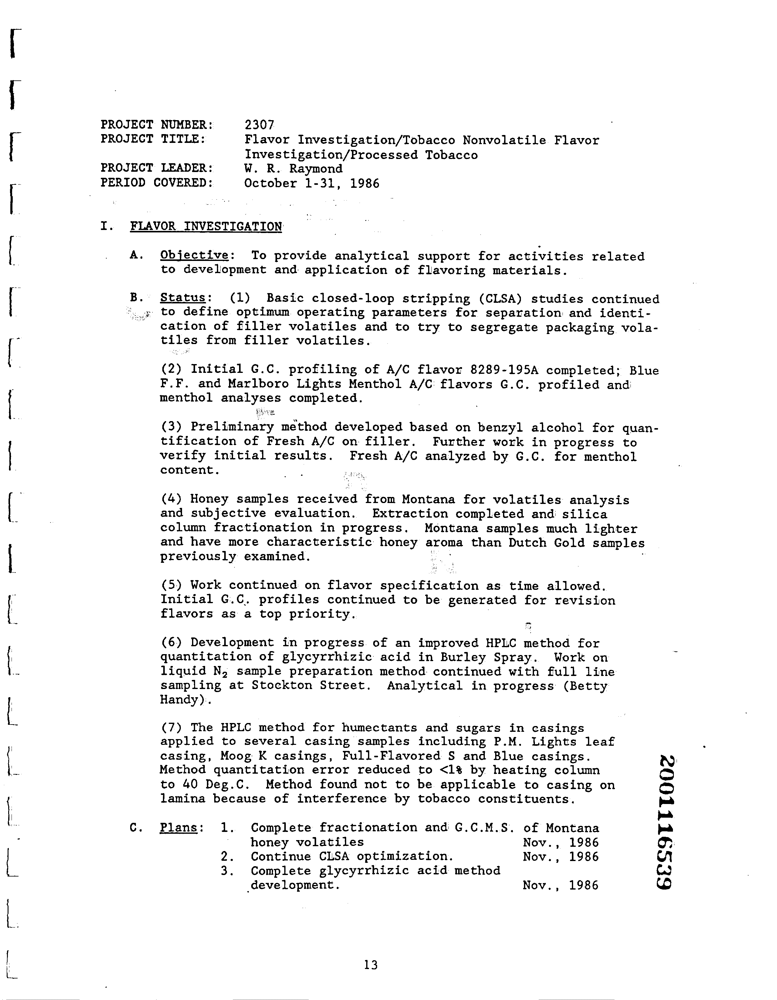 PROJECT NUMBER: 2307
PROJECT TITLE: Flavor Investigation/Tobacco Nonvolatile Flavor
Investigation/Processed Tobacco
PROJECT LEADER: W. R. Raymond
PERIOD COVERED: October 1-31, 1986
I. FLAVOR INVESTIGATION
A. Objective: To provide analytical support for activities related
to development and application of flavoring materials.
B. Status: (1) Basic closed-loop stripping (CLSA) studies continued
to define optimum operating parameters for separation and identi-
cation of filler volatiles and to try to segregate packaging vola-
tiles from filler volatiles.
(2) Initial G.C. profiling of A/C flavor 8289-195A completed; Blue
F.F. and Marlboro Lights Menthol A/C flavors G.C. profiled and
menthol analyses completed.
(3) Preliminary method developed based on benzyl alcohol for quan-
tification of Fresh A/C on filler. Further work in progress to
verify initial results. Fresh A/C analyzed by G.C. for menthol
content.
(4) Honey samples received from Montana for volatiles analysis
and subjective evaluation. Extraction completed and silica
column fractionation in progress. Montana samples much lighter
and have more characteristic honey aroma than Dutch Gold samples
previously examined.
(5) Work continued on flavor specification as time allowed.
Initial G.C. profiles continued to be generated for revision
flavors as a top priority.
(6) Development in progress of an improved HPLC method for
quantitation of glycyrrhizic acid in Burley Spray. Work on
liquid N₂ sample preparation method continued with full line
sampling at Stockton Street. Analytical in progress (Betty
Handy).
(7) The HPLC method for humectants and sugars in casings
applied to several casing samples including P.M. Lights leaf
casing, Moog K casings, Full-Flavored S and Blue casings.
Method quantitation error reduced to <1% by heating column
to 40 Deg.C. Method found not to be applicable to casing on
lamina because of interference by tobacco constituents.
C. Plans: 1. Complete fractionation and G.C.M.S. of Montana
honey volatiles Nov., 1986
2. Continue CLSA optimization. Nov., 1986
3. Complete glycyrrhizic acid method
development. Nov., 1986
2001116539
13